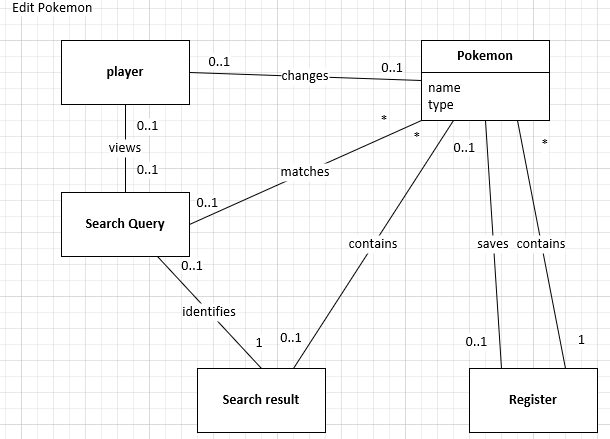 Edit Pokemon
player
0..1
changes
0..1
Pokemon
name
type
0..1
views
0..1
*
*
0..1
*
matches
0..1
Search Query
0..1
contains
saves
contains
identifies
1
0..1
0..1
1
Search result
Register